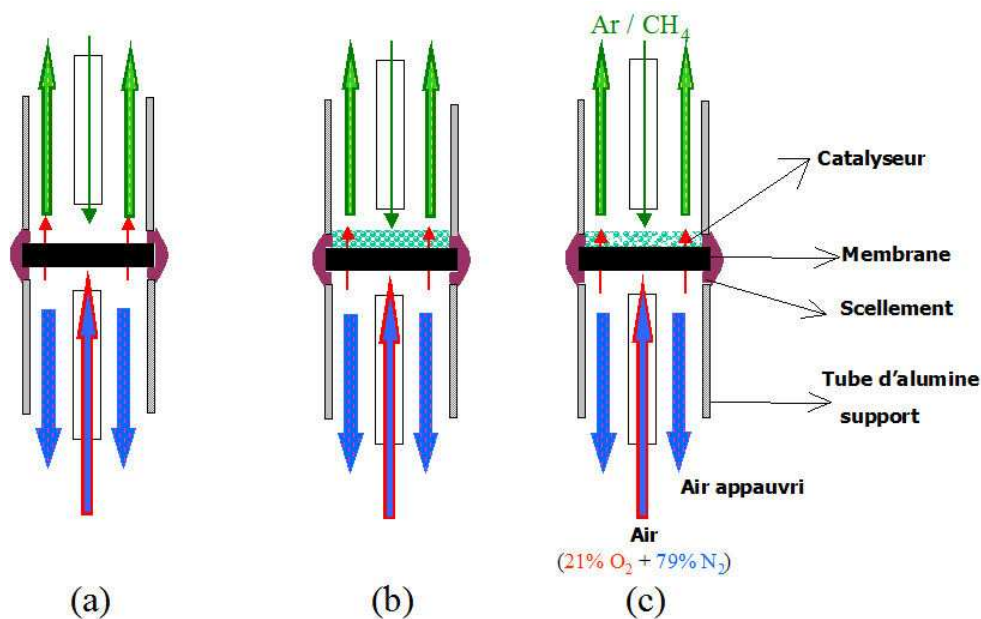 Ar / CH₄
Catalyseur
Membrane
Scellement
Tube d'alumine
support
Air appauvri
Air
(21% O₂ + 79% N₂)
(a)
(b)
(c)